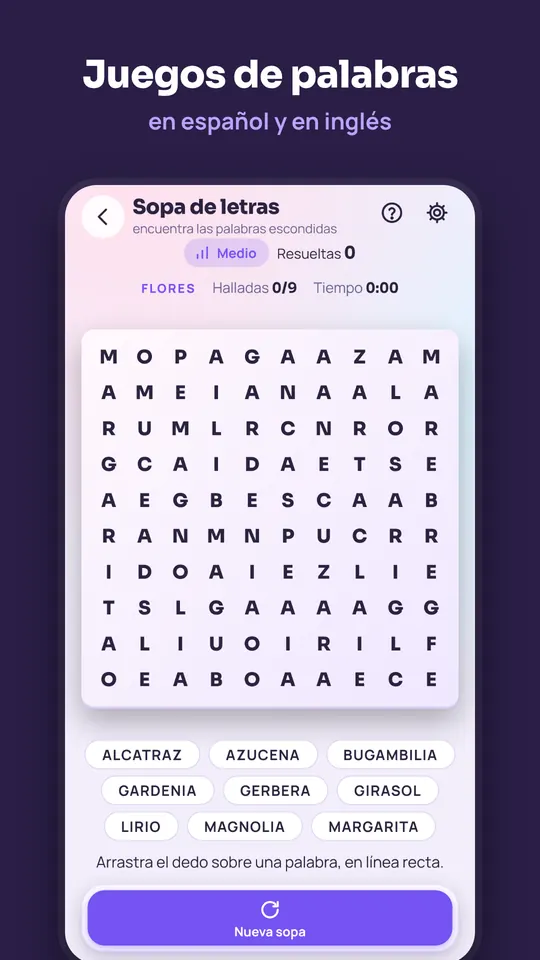 Juegos de palabras
en español y en inglés
Sopa de letras
encuentra las palabras escondidas
Medio Resueltas 0
FLORES Halladas 0/9 Tiempo 0:00
M O P A G A A Z A M
A M E I A N A A L A
R U M L R C N R O R
G C A I D A E T S E
A E G B E S C A A B
R A N M N P U C R R
I D O A I E Z L I E
T S L G A A A A G G
A L I U O I R I L F
O E A B O A A E C E
ALCATRAZ AZUCENA BUGAMBILIA
GARDENIA GERBERA GIRASOL
LIRIO MAGNOLIA MARGARITA
Arrastra el dedo sobre una palabra, en línea recta.
Nueva sopa